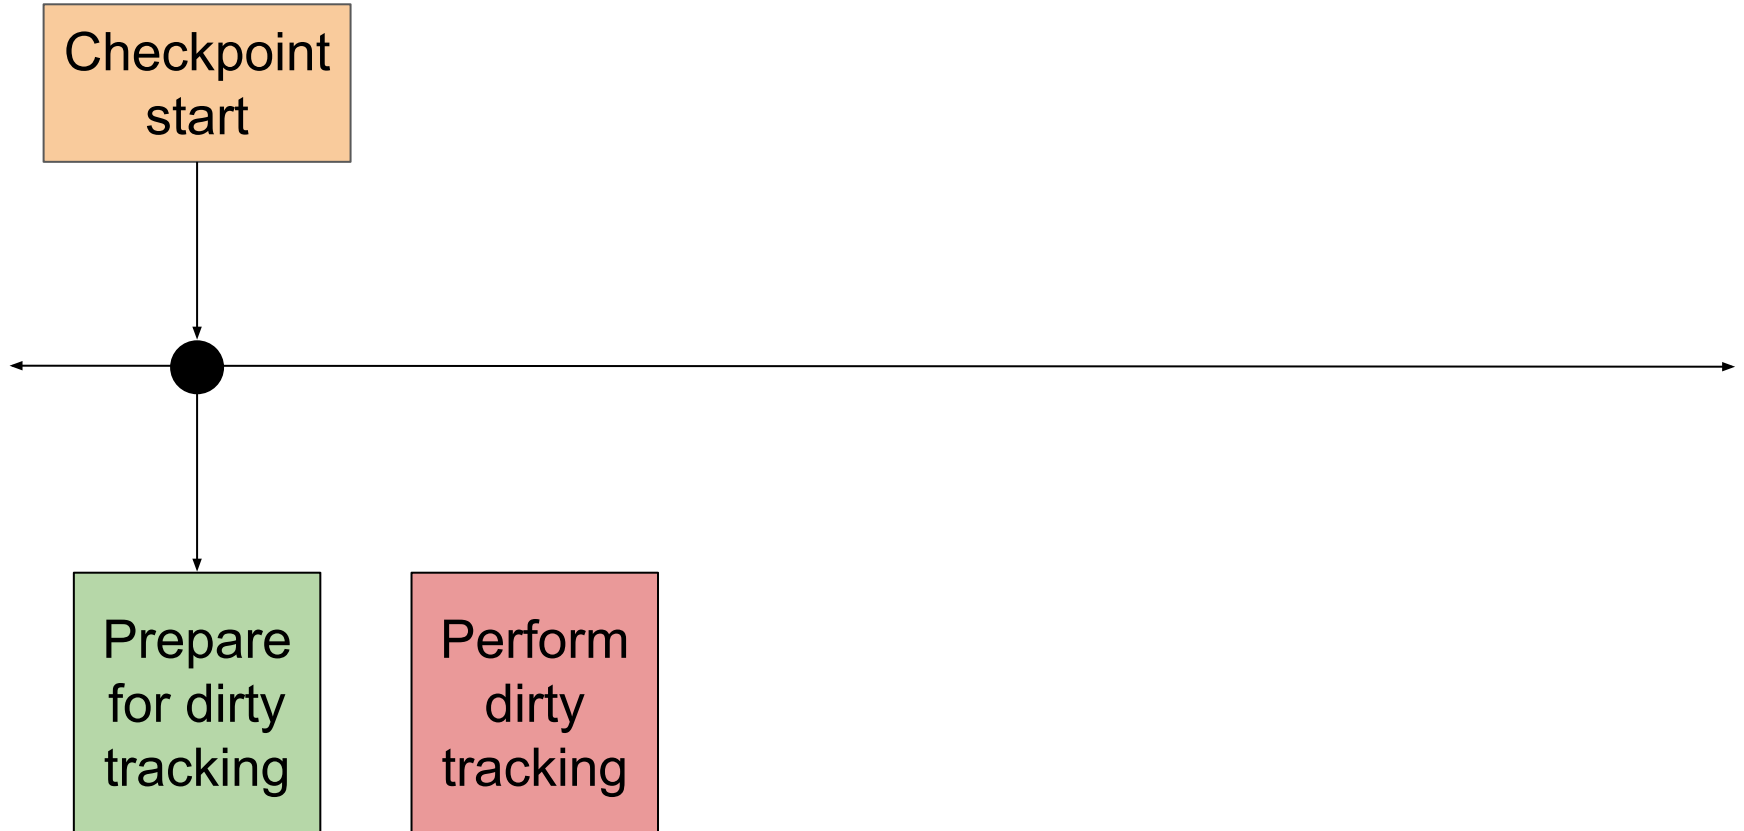 Checkpoint
start
Prepare
for dirty
tracking
Perform
dirty
tracking